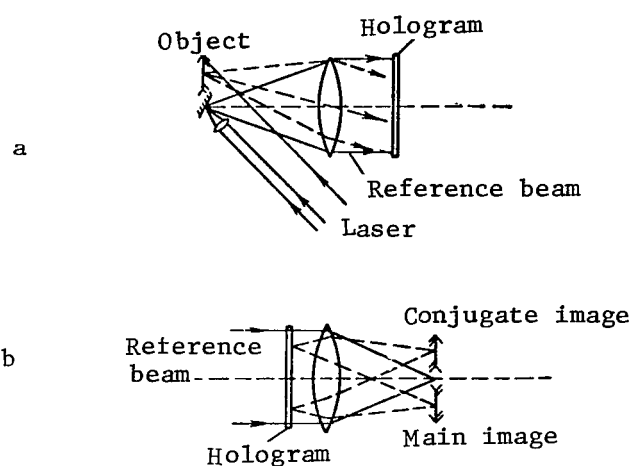 Object
Hologram
a
Reference beam
Laser
b
Conjugate image
Reference
beam
Main image
Hologram